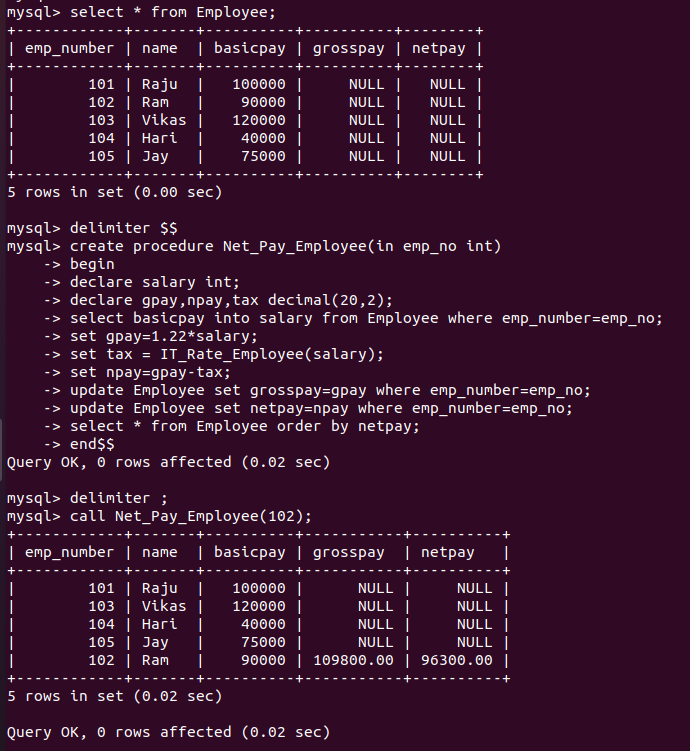 mysql> select * from Employee;
+------------+-------+----------+----------+--------+
| emp_number | name  | basicpay | grosspay | netpay |
+------------+-------+----------+----------+--------+
|        101 | Raju  |   100000 |     NULL |   NULL |
|        102 | Ram   |    90000 |     NULL |   NULL |
|        103 | Vikas |   120000 |     NULL |   NULL |
|        104 | Hari  |    40000 |     NULL |   NULL |
|        105 | Jay   |    75000 |     NULL |   NULL |
+------------+-------+----------+----------+--------+
5 rows in set (0.00 sec)

mysql> delimiter $$
mysql> create procedure Net_Pay_Employee(in emp_no int)
    -> begin
    -> declare salary int;
    -> declare gpay,npay,tax decimal(20,2);
    -> select basicpay into salary from Employee where emp_number=emp_no;
    -> set gpay=1.22*salary;
    -> set tax = IT_Rate_Employee(salary);
    -> set npay=gpay-tax;
    -> update Employee set grosspay=gpay where emp_number=emp_no;
    -> update Employee set netpay=npay where emp_number=emp_no;
    -> select * from Employee order by netpay;
    -> end$$
Query OK, 0 rows affected (0.02 sec)

mysql> delimiter ;
mysql> call Net_Pay_Employee(102);
+------------+-------+----------+-----------+----------+
| emp_number | name  | basicpay | grosspay  | netpay   |
+------------+-------+----------+-----------+----------+
|        101 | Raju  |   100000 |      NULL |     NULL |
|        103 | Vikas |   120000 |      NULL |     NULL |
|        104 | Hari  |    40000 |      NULL |     NULL |
|        105 | Jay   |    75000 |      NULL |     NULL |
|        102 | Ram   |    90000 | 109800.00 | 96300.00 |
+------------+-------+----------+-----------+----------+
5 rows in set (0.02 sec)

Query OK, 0 rows affected (0.02 sec)